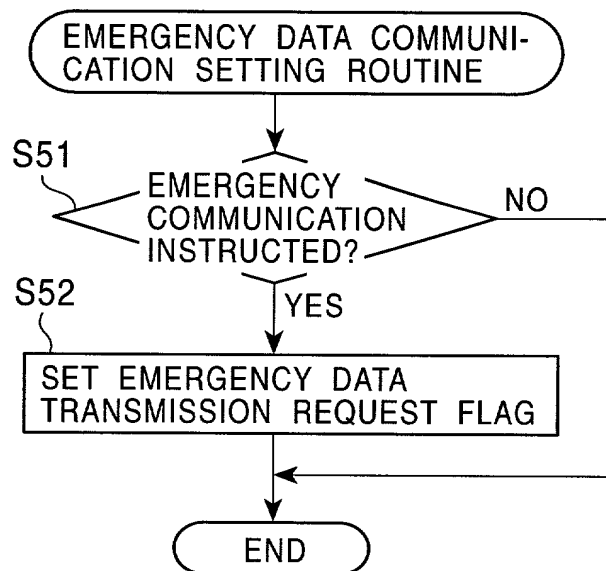 EMERGENCY DATA COMMUNI-
CATION SETTING ROUTINE
S51
EMERGENCY
COMMUNICATION
INSTRUCTED?
NO
YES
S52
SET EMERGENCY DATA
TRANSMISSION REQUEST FLAG
END